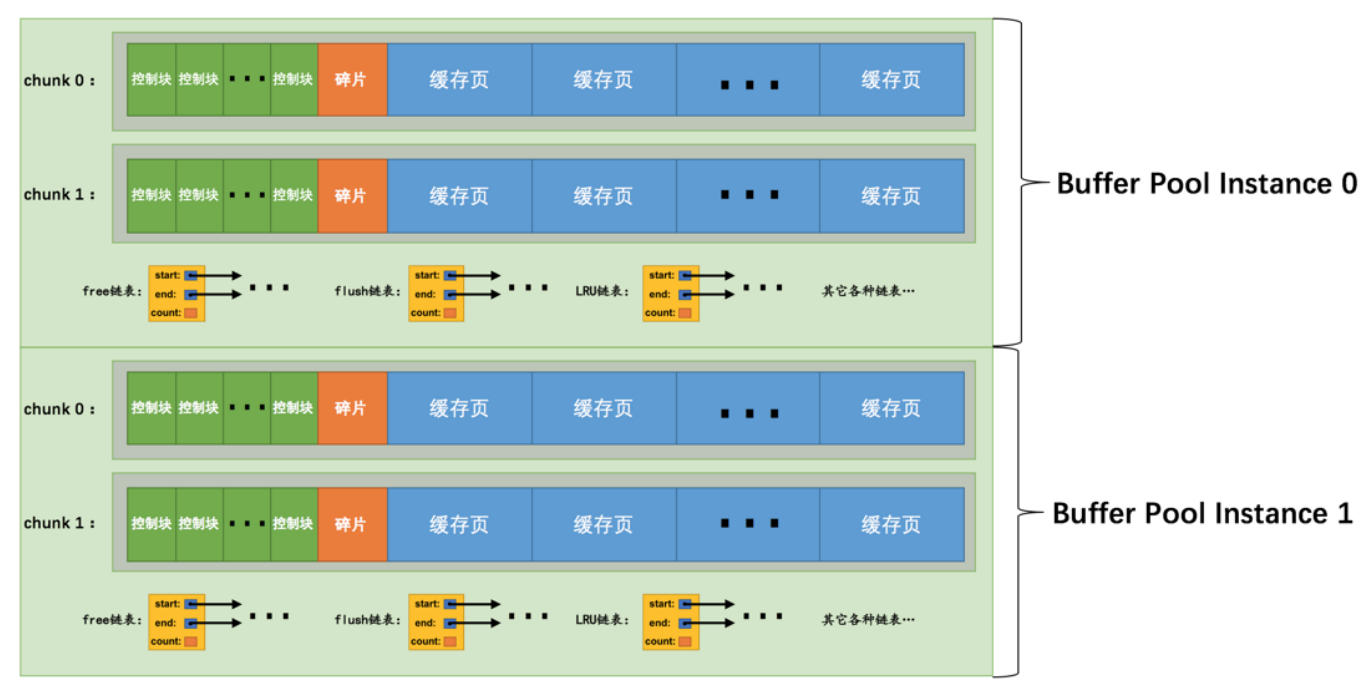 chunk 0：
控制块 控制块 ··· 控制块 碎片 缓存页 缓存页 ··· 缓存页
chunk 1：
控制块 控制块 ··· 控制块 碎片 缓存页 缓存页 ··· 缓存页
Buffer Pool Instance 0
free链表：
start:
end:
count:
···
flush链表：
start:
end:
count:
···
LRU链表：
start:
end:
count:
···
其它各种链表···
chunk 0：
控制块 控制块 ··· 控制块 碎片 缓存页 缓存页 ··· 缓存页
chunk 1：
控制块 控制块 ··· 控制块 碎片 缓存页 缓存页 ··· 缓存页
Buffer Pool Instance 1
free链表：
start:
end:
count:
···
flush链表：
start:
end:
count:
···
LRU链表：
start:
end:
count:
···
其它各种链表···